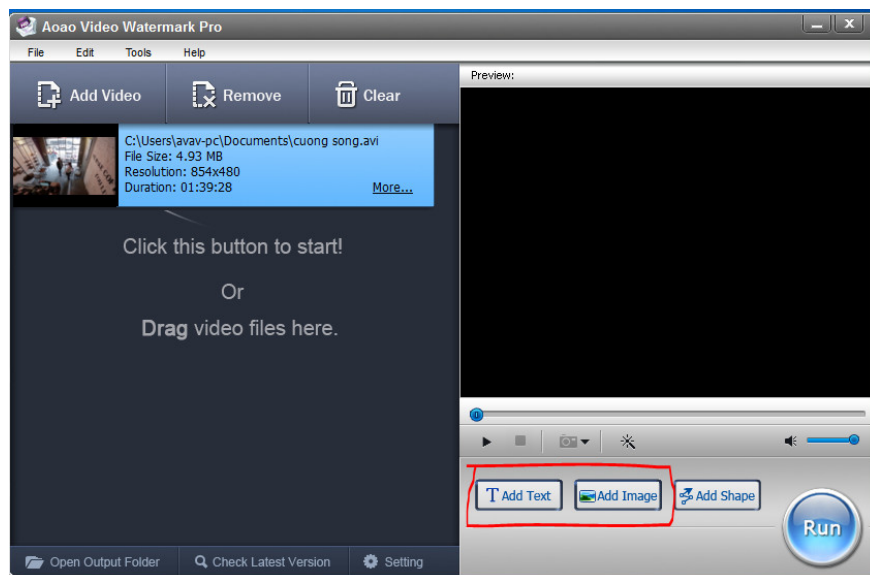 Aoao Video Watermark Pro
File Edit Tools Help
Add Video Remove Clear
Preview:
C:\Users\avav-pc\Documents\cuong song.avi
File Size: 4.93 MB
Resolution: 854x480
Duration: 01:39:28 More...
Click this button to start!
Or
Drag video files here.
T Add Text Add Image Add Shape
Run
Open Output Folder Check Latest Version Setting